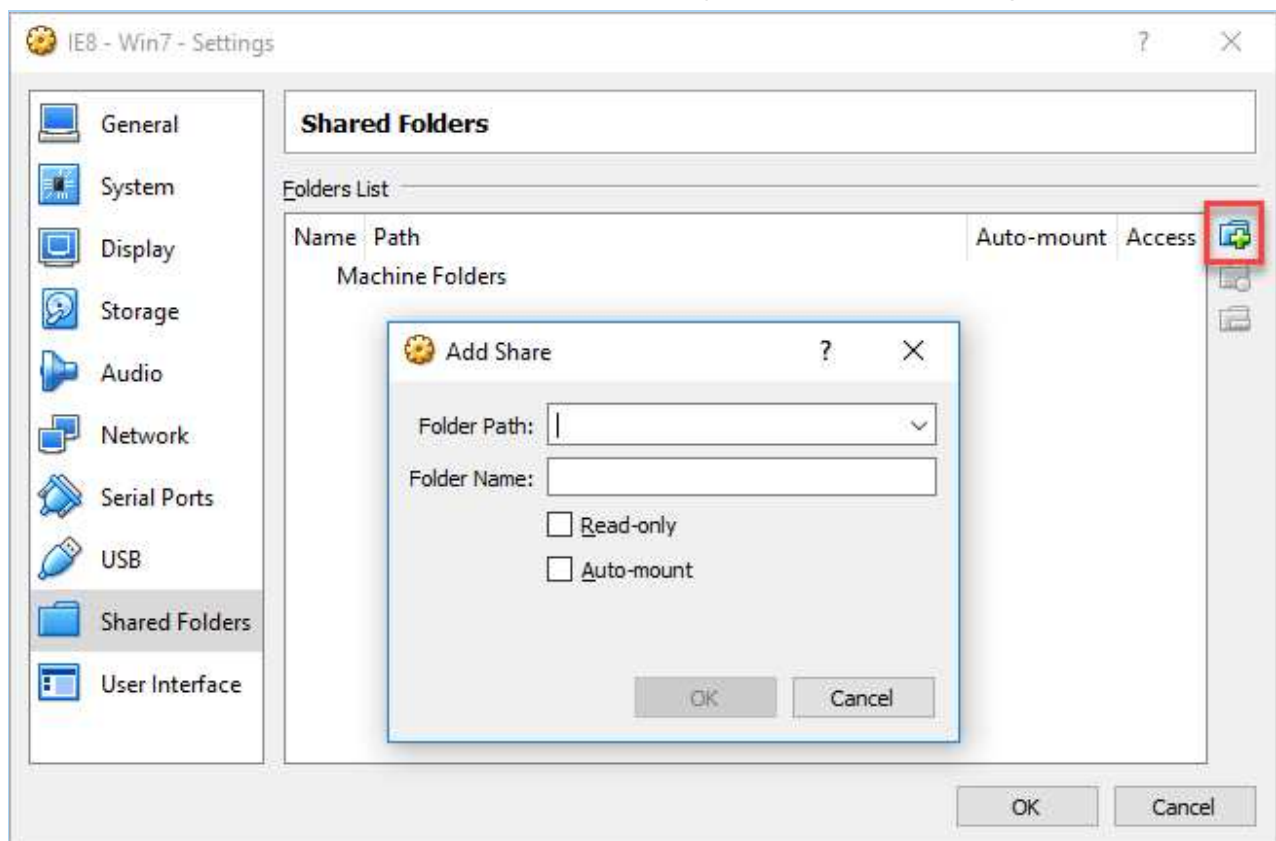 IE8 - Win7 - Settings ?
General
System
Display
Storage
Audio
Network
Serial Ports
USB
Shared Folders
User Interface
Shared Folders
Folders List
Name Path Auto-mount Access
Machine Folders
Add Share ?
Folder Path:
Folder Name:
Read-only
Auto-mount
OK Cancel
OK Cancel